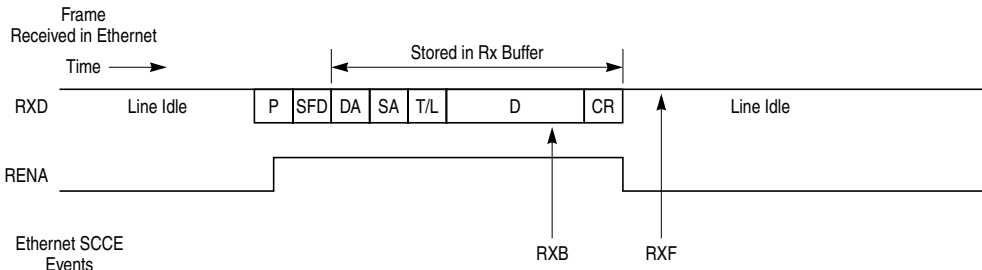 Frame
Received in Ethernet
Time
Stored in Rx Buffer
RXD Line Idle P SFD DA SA T/L D CR Line Idle
RENA
Ethernet SCCE
Events
RXB RXF